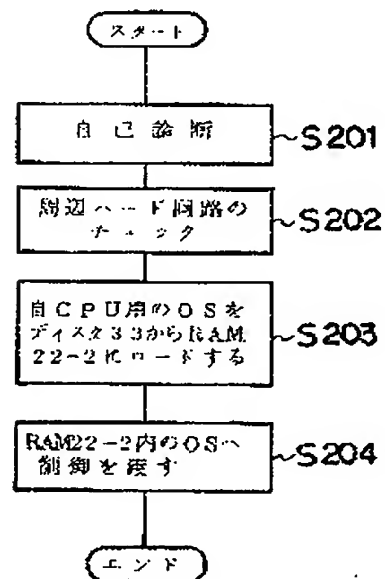 スタート
自己診断
S201
周辺ハード回路の
チェック
S202
自CPU用のOSを
ディスク33からRAM
22-2にロードする
S203
RAM22-2内のOSへ
制御を渡す
S204
エンド